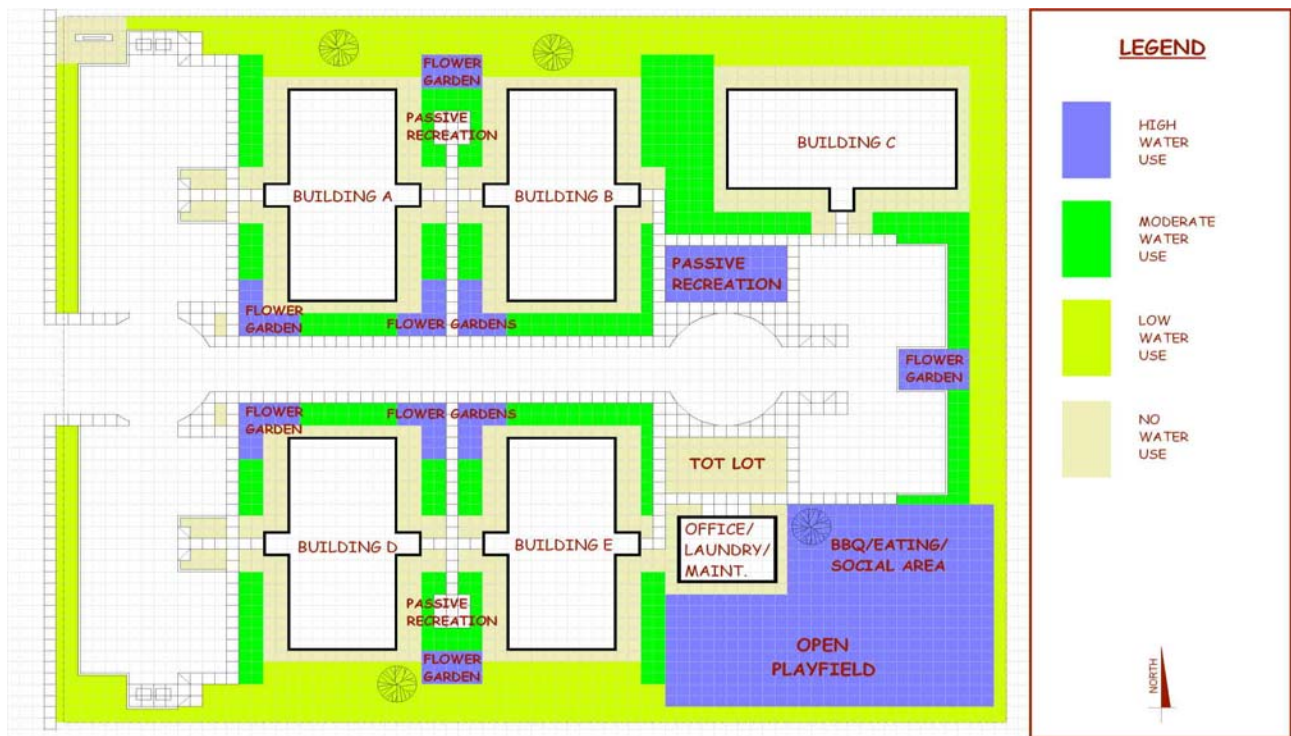 FLOWER
GARDEN
PASSIVE
RECREATION
BUILDING A
BUILDING B
BUILDING C
PASSIVE
RECREATION
FLOWER
GARDEN
FLOWER GARDENS
FLOWER
GARDEN
FLOWER
GARDEN
FLOWER GARDENS
TOT LOT
BUILDING D
BUILDING E
OFFICE/
LAUNDRY/
MAINT.
BBQ/EATING/
SOCIAL AREA
PASSIVE
RECREATION
FLOWER
GARDEN
OPEN
PLAYFIELD
LEGEND
HIGH
WATER
USE
MODERATE
WATER
USE
LOW
WATER
USE
NO
WATER
USE
NORTH